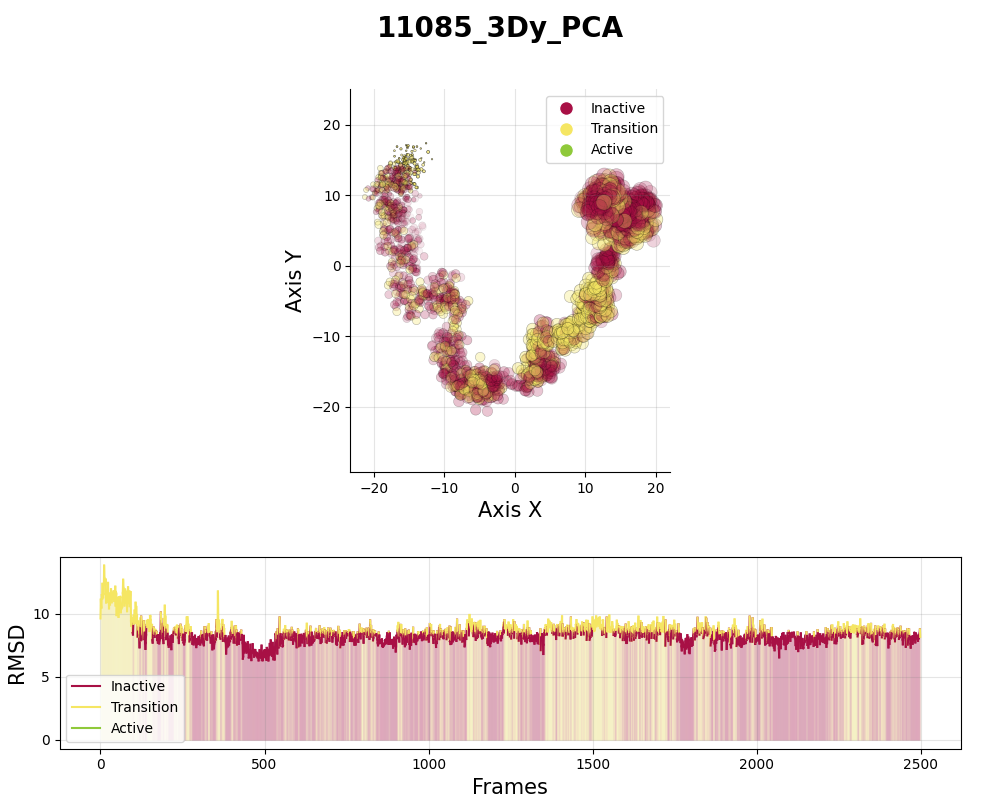 11085_3Dy_PCA
Inactive
Transition
Active
20
10
0
−10
−20
Axis Y
−20 −10 0 10 20
Axis X
10
5
0
RMSD
Inactive
Transition
Active
0 500 1000 1500 2000 2500
Frames